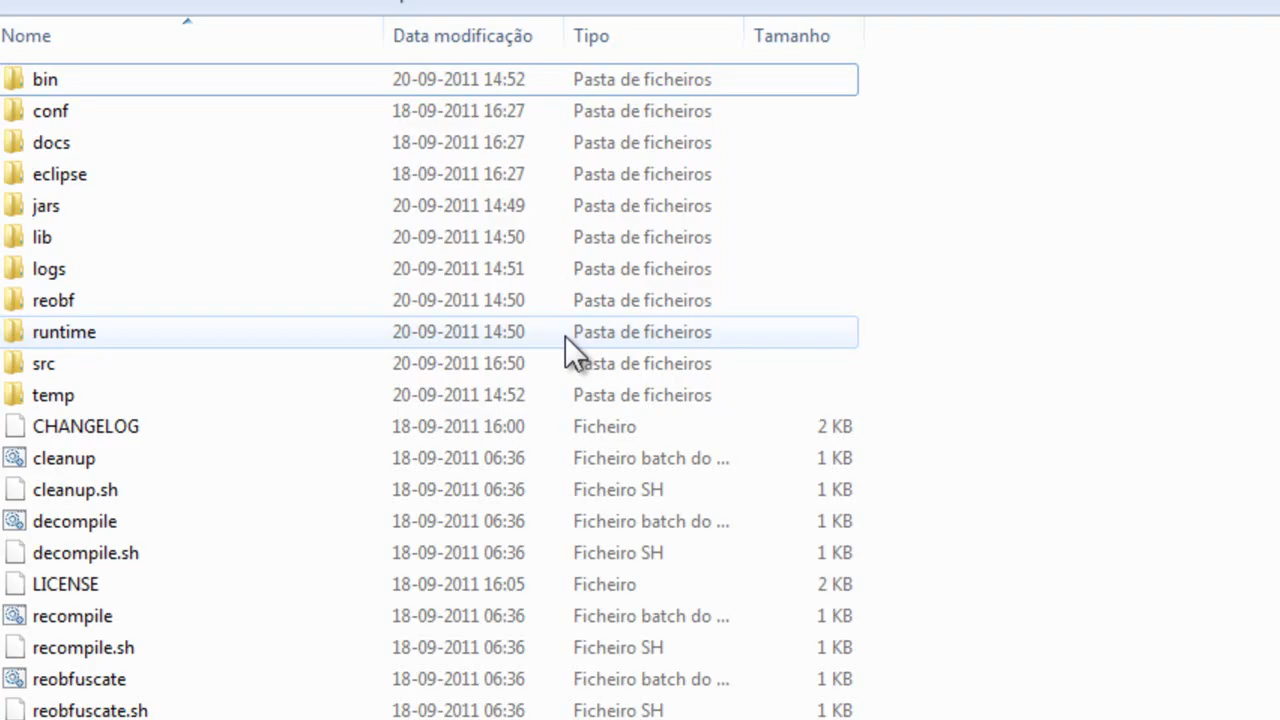 Nome Data modificação Tipo Tamanho
bin 20-09-2011 14:52 Pasta de ficheiros
conf 18-09-2011 16:27 Pasta de ficheiros
docs 18-09-2011 16:27 Pasta de ficheiros
eclipse 18-09-2011 16:27 Pasta de ficheiros
jars 20-09-2011 14:49 Pasta de ficheiros
lib 20-09-2011 14:50 Pasta de ficheiros
logs 20-09-2011 14:51 Pasta de ficheiros
reobf 20-09-2011 14:50 Pasta de ficheiros
runtime 20-09-2011 14:50 Pasta de ficheiros
src 20-09-2011 16:50 Pasta de ficheiros
temp 20-09-2011 14:52 Pasta de ficheiros
CHANGELOG 18-09-2011 16:00 Ficheiro 2 KB
cleanup 18-09-2011 06:36 Ficheiro batch do ... 1 KB
cleanup.sh 18-09-2011 06:36 Ficheiro SH 1 KB
decompile 18-09-2011 06:36 Ficheiro batch do ... 1 KB
decompile.sh 18-09-2011 06:36 Ficheiro SH 1 KB
LICENSE 18-09-2011 16:05 Ficheiro 2 KB
recompile 18-09-2011 06:36 Ficheiro batch do ... 1 KB
recompile.sh 18-09-2011 06:36 Ficheiro SH 1 KB
reobfuscate 18-09-2011 06:36 Ficheiro batch do ... 1 KB
reobfuscate.sh 18-09-2011 06:36 Ficheiro SH 1 KB